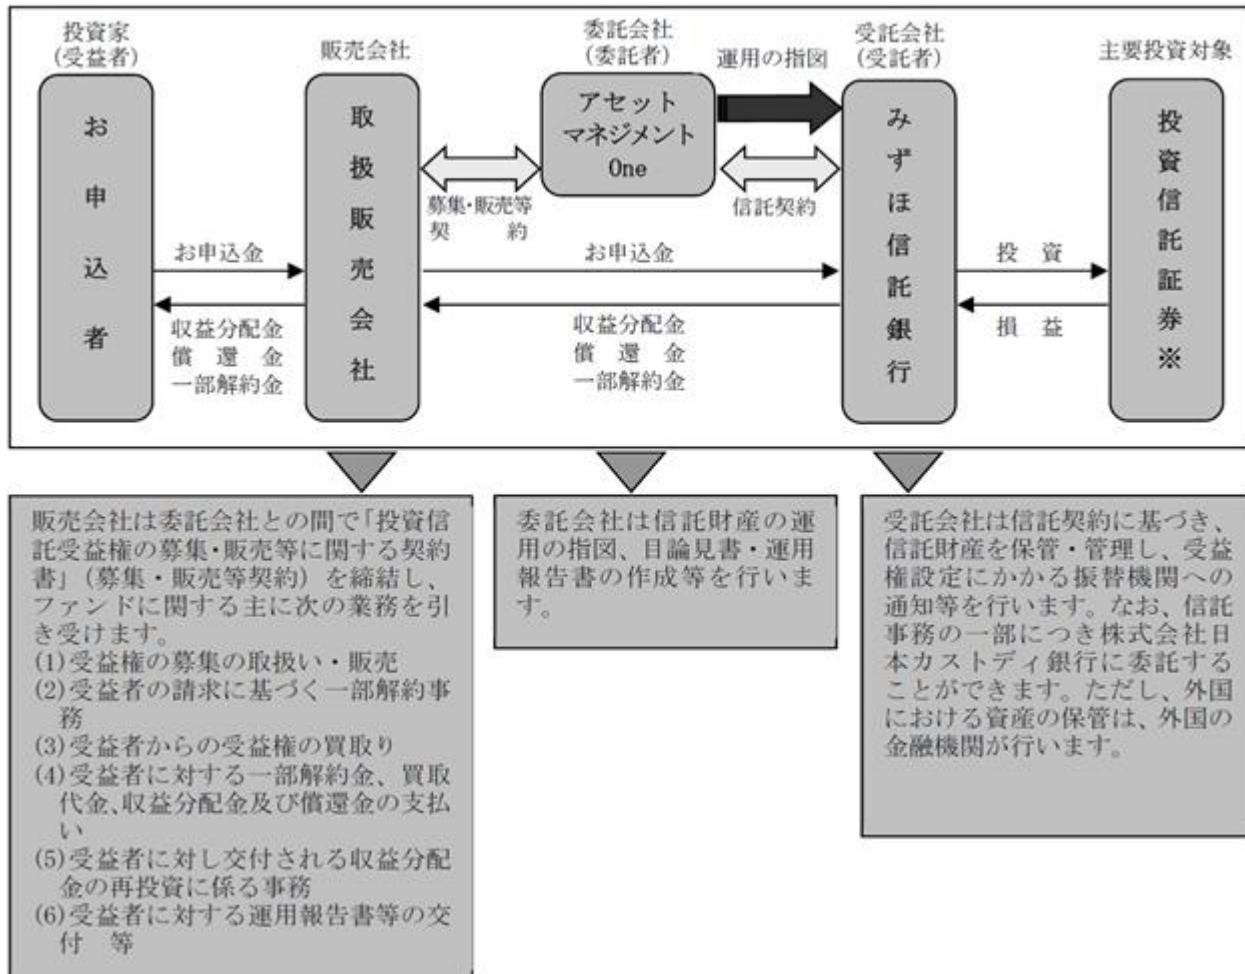 投資家
(受益者)
販売会社
委託会社
(委託者)
運用の指図
受託会社
(受託者)
主要投資対象
お申込者
取扱販売会社
アセット
マネジメント
One
みずほ信託銀行
投資信託証券※
募集・販売等
契　　約
信託契約
お申込金
お申込金
投　資
収益分配金
償　還　金
一部解約金
収益分配金
償　還　金
一部解約金
損　益
販売会社は委託会社との間で「投資信
託受益権の募集・販売等に関する契約
書」(募集・販売等契約) を締結し、
ファンドに関する主に次の業務を引
き受けます。
(1)受益権の募集の取扱い・販売
(2)受益者の請求に基づく一部解約事
務
(3)受益者からの受益権の買取り
(4)受益者に対する一部解約金、買取
代金、収益分配金及び償還金の支払
い
(5)受益者に対し交付される収益分配
金の再投資に係る事務
(6)受益者に対する運用報告書等の交
付　等
委託会社は信託財産の運
用の指図、目論見書・運用
報告書の作成等を行いま
す。
受託会社は信託契約に基づき、
信託財産を保管・管理し、受益
権設定にかかる振替機関への
通知等を行います。なお、信託
事務の一部につき株式会社日
本カストディ銀行に委託する
ことができます。ただし、外国
における資産の保管は、外国の
金融機関が行います。